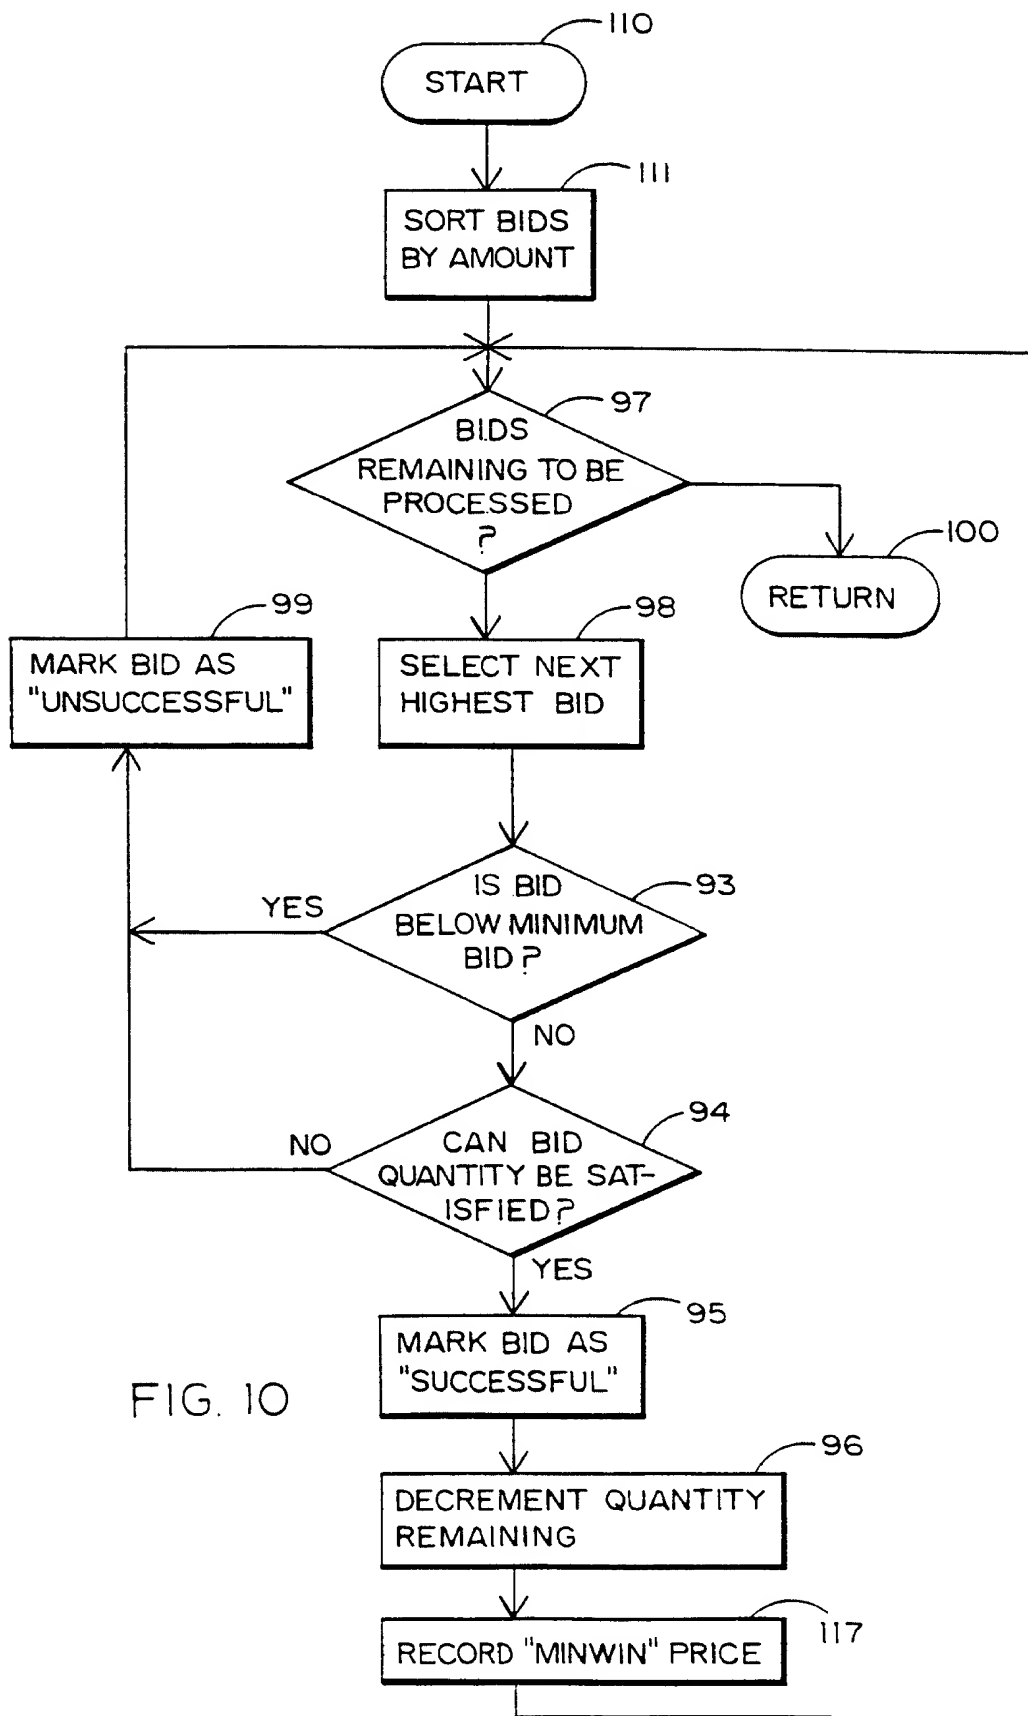 110
START
111
SORT BIDS
BY AMOUNT
97
BIDS
REMAINING TO BE
PROCESSED
?
100
RETURN
99
MARK BID AS
"UNSUCCESSFUL"
98
SELECT NEXT
HIGHEST BID
93
YES
IS BID
BELOW MINIMUM
BID?
NO
94
NO
CAN BID
QUANTITY BE SAT-
ISFIED?
YES
95
MARK BID AS
"SUCCESSFUL"
FIG. 10
96
DECREMENT QUANTITY
REMAINING
117
RECORD "MINWIN" PRICE